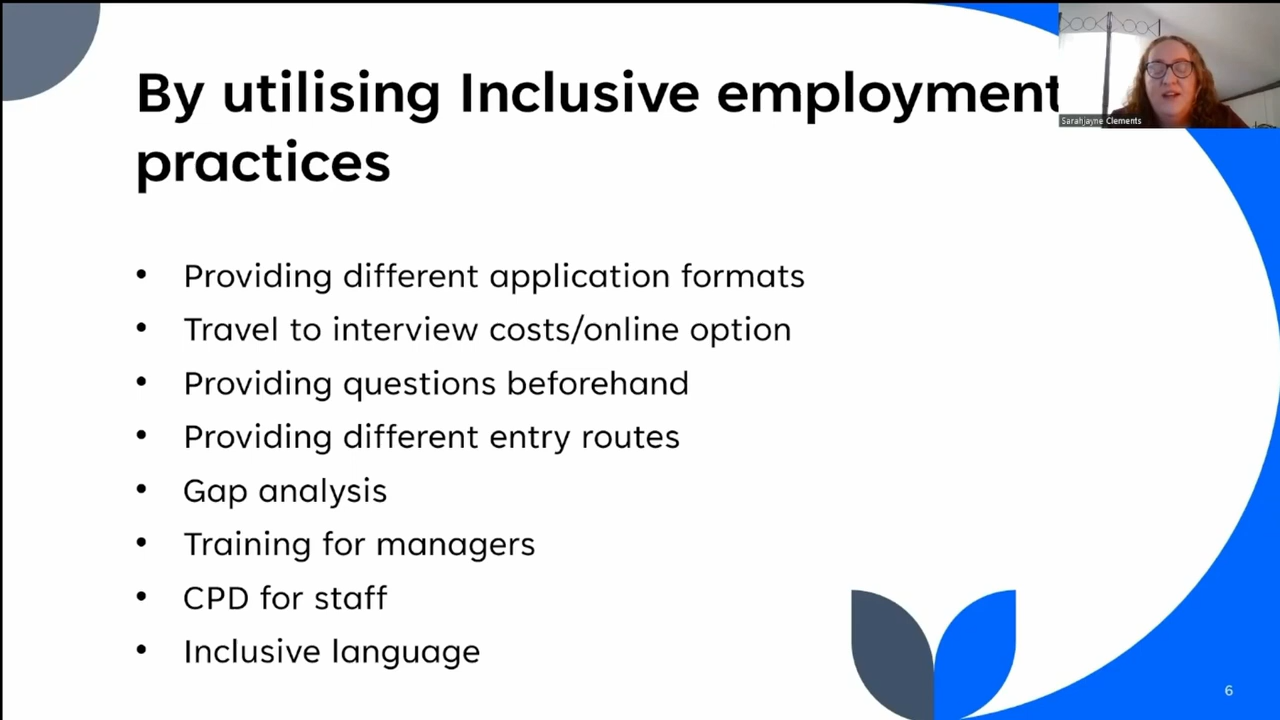 By utilising Inclusive employment
practices
Sarahjayne Clements
• Providing different application formats
• Travel to interview costs/online option
• Providing questions beforehand
• Providing different entry routes
• Gap analysis
• Training for managers
• CPD for staff
• Inclusive language
6